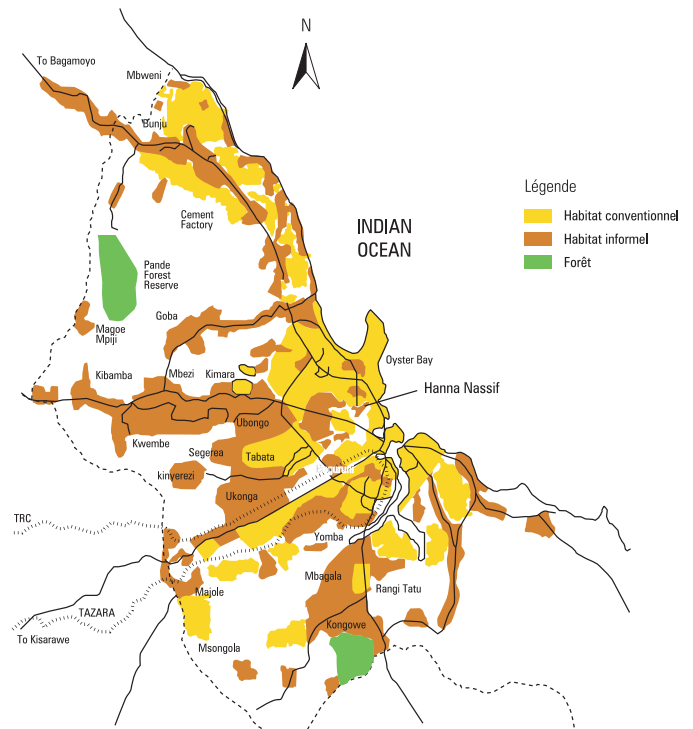 N
To Bagamoyo
Mbweni
Bunju
Cement
Factory
INDIAN
OCEAN
Légende
Habitat conventionnel
Habitat informel
Forêt
Pande
Forest
Reserve
Magoe
Mpiji
Goba
Oyster Bay
Kibamba
Mbezi
Kimara
Hanna Nassif
Kwembe
Ubongo
Segerea
Tabata
kinyerezi
Ukonga
TRC
Yomba
Mbagala
Rangi Tatu
Majole
TAZARA
To Kisarawe
Kongowe
Msongola